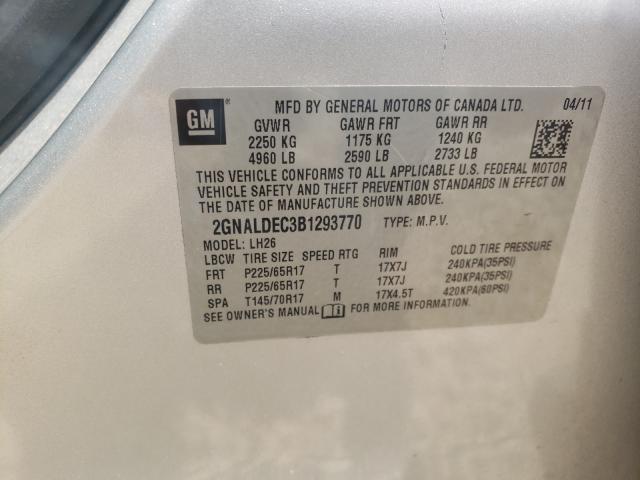 GM ® MFD BY GENERAL MOTORS OF CANADA LTD. 04/11
GVWR GAWR FRT GAWR RR
2250 KG 1175 KG 1240 KG
4960 LB 2590 LB 2733 LB
THIS VEHICLE CONFORMS TO ALL APPLICABLE U.S. FEDERAL MOTOR
VEHICLE SAFETY AND THEFT PREVENTION STANDARDS IN EFFECT ON
THE DATE OF MANUFACTURE SHOWN ABOVE.
2GNALDEC3B1293770 TYPE: M.P.V.
MODEL: LH26
LBCW TIRE SIZE SPEED RTG RIM COLD TIRE PRESSURE
FRT P225/65R17 T 17X7J 240KPA(35PSI)
RR P225/65R17 T 17X7J 240KPA(35PSI)
SPA T145/70R17 M 17X4.5T 420KPA(60PSI)
SEE OWNER'S MANUAL i FOR MORE INFORMATION.